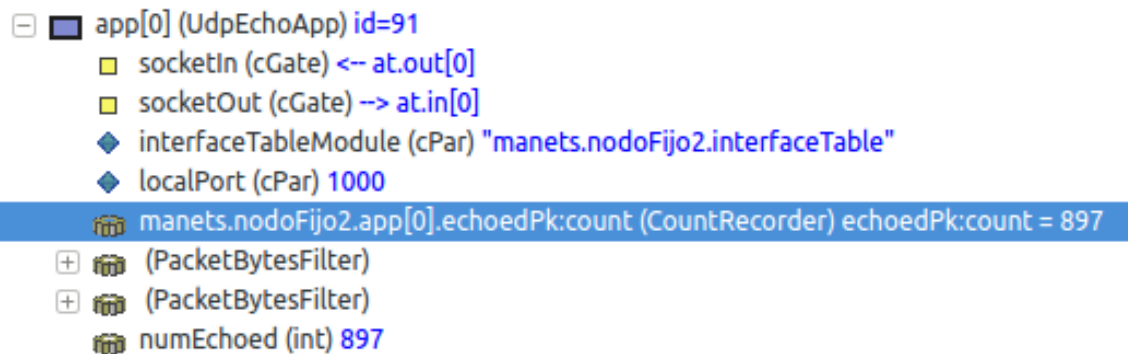 app[0] (UdpEchoApp) id=91
socketIn (cGate) <-- at.out[0]
socketOut (cGate) --> at.in[0]
interfaceTableModule (cPar) "manets.nodoFijo2.interfaceTable"
localPort (cPar) 1000
manets.nodoFijo2.app[0].echoedPk:count (CountRecorder) echoedPk:count = 897
(PacketBytesFilter)
(PacketBytesFilter)
numEchoed (int) 897